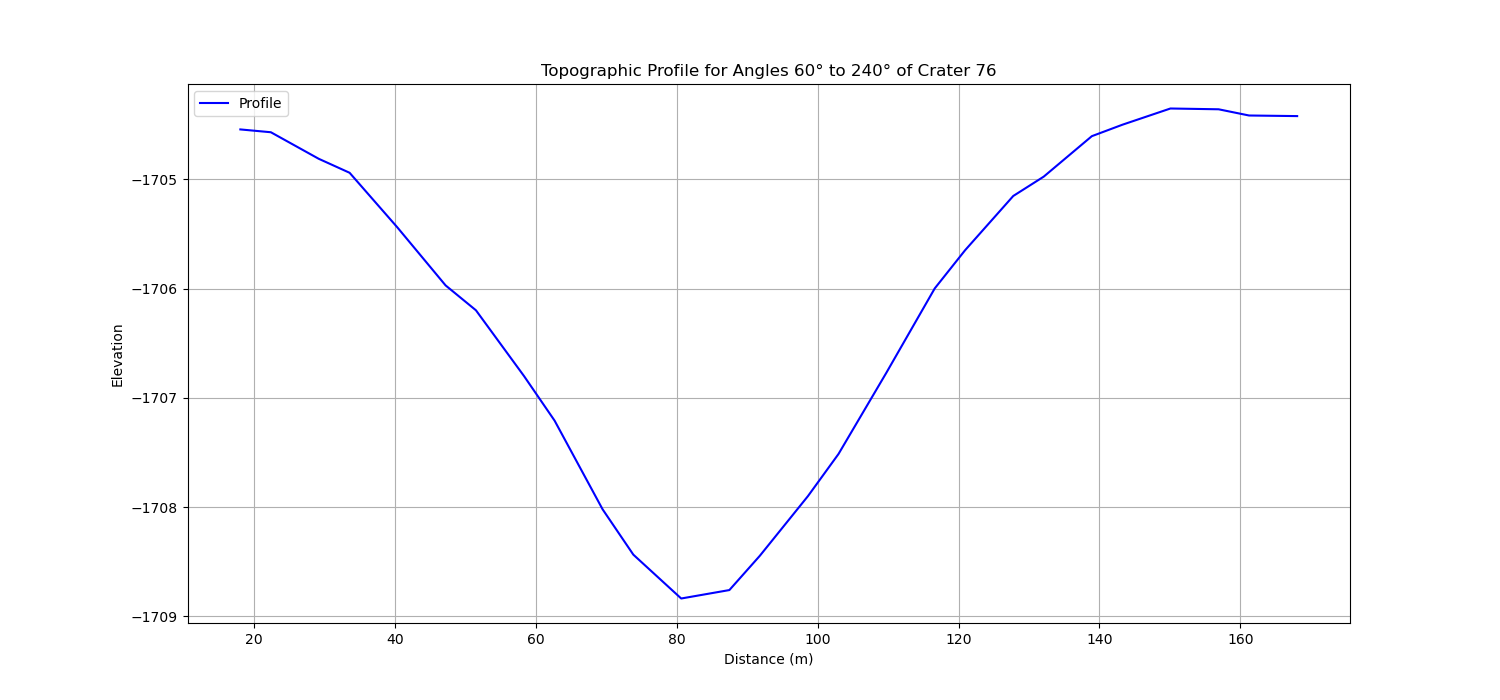 Topographic Profile for Angles 60° to 240° of Crater 76
Profile
−1705
−1706
−1707
−1708
−1709
Elevation
20 40 60 80 100 120 140 160
Distance (m)